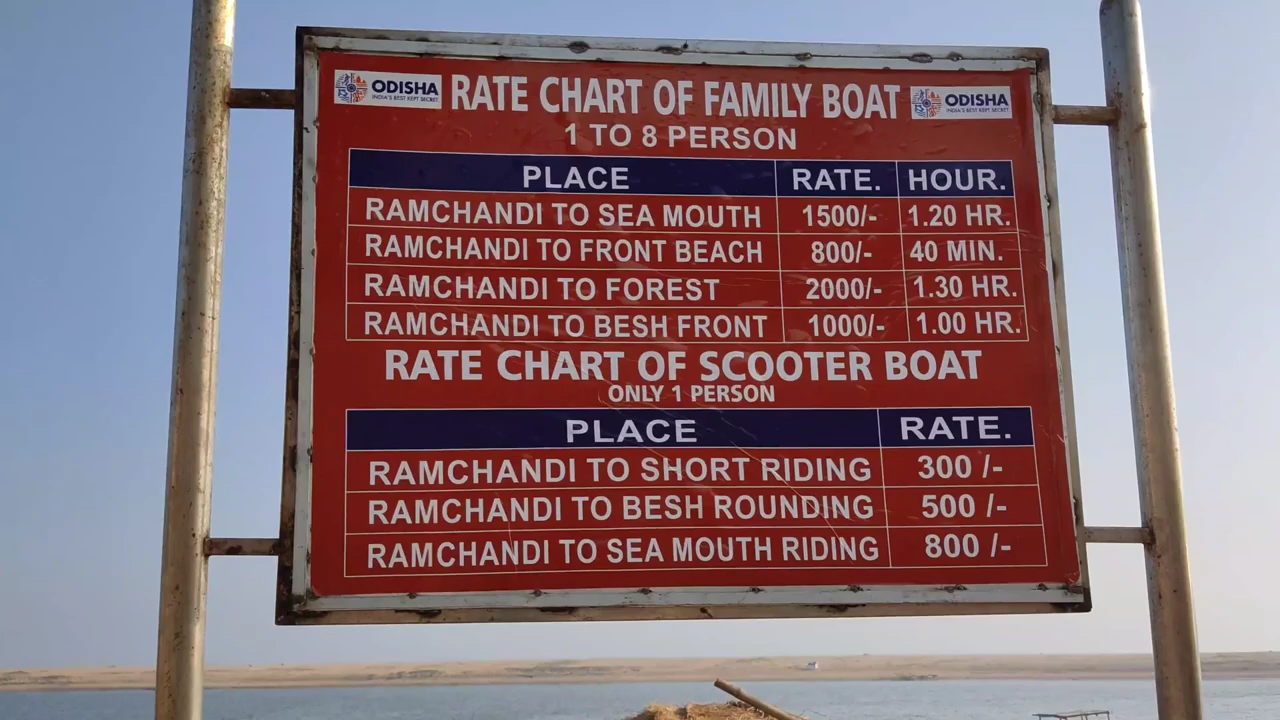 ODISHA
INDIA'S BEST KEPT SECRET
RATE CHART OF FAMILY BOAT
ODISHA
INDIA'S BEST KEPT SECRET
1 TO 8 PERSON
PLACE RATE. HOUR.
RAMCHANDI TO SEA MOUTH 1500/- 1.20 HR.
RAMCHANDI TO FRONT BEACH 800/- 40 MIN.
RAMCHANDI TO FOREST 2000/- 1.30 HR.
RAMCHANDI TO BESH FRONT 1000/- 1.00 HR.
RATE CHART OF SCOOTER BOAT
ONLY 1 PERSON
PLACE RATE.
RAMCHANDI TO SHORT RIDING 300 /-
RAMCHANDI TO BESH ROUNDING 500 /-
RAMCHANDI TO SEA MOUTH RIDING 800 /-